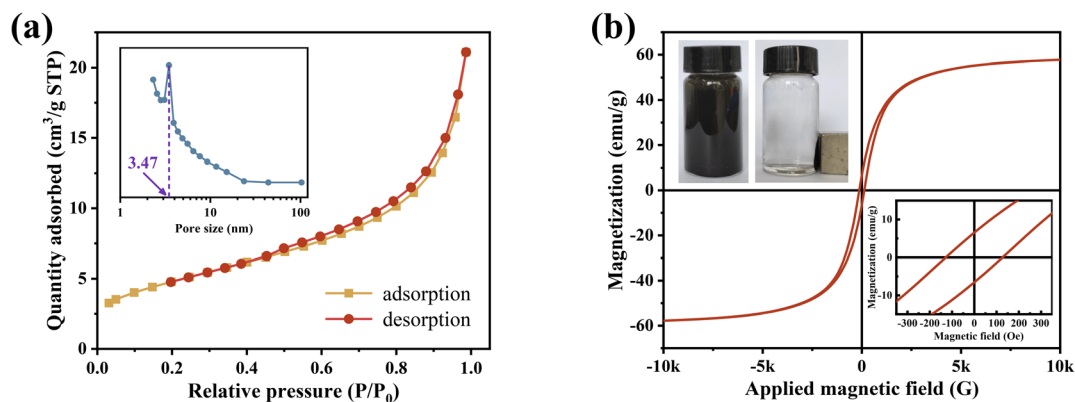 (a)
Quantity adsorbed (cm³/g STP)
20
15
10
5
0
0.0 0.2 0.4 0.6 0.8 1.0
Relative pressure (P/P₀)
3.47
1 10 100
Pore size (nm)
adsorption
desorption
(b)
Magnetization (emu/g)
60
40
20
0
-20
-40
-60
-10k -5k 0 5k 10k
Applied magnetic field (G)
Magnetization (emu/g)
10
0
-10
-300 -200 -100 0 100 200 300
Magnetic field (Oe)